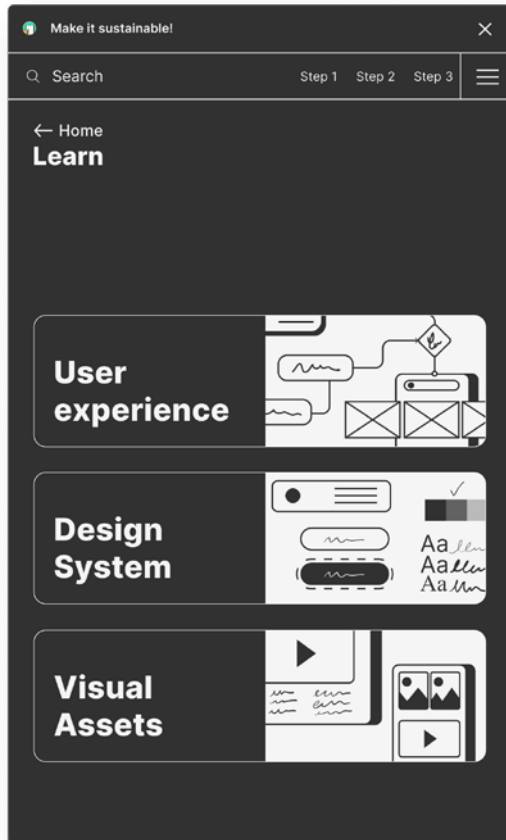 Make it sustainable!
Search
Step 1 Step 2 Step 3
Home
Learn
User
experience
Design
System
Aa
Aa
Aa
Visual
Assets